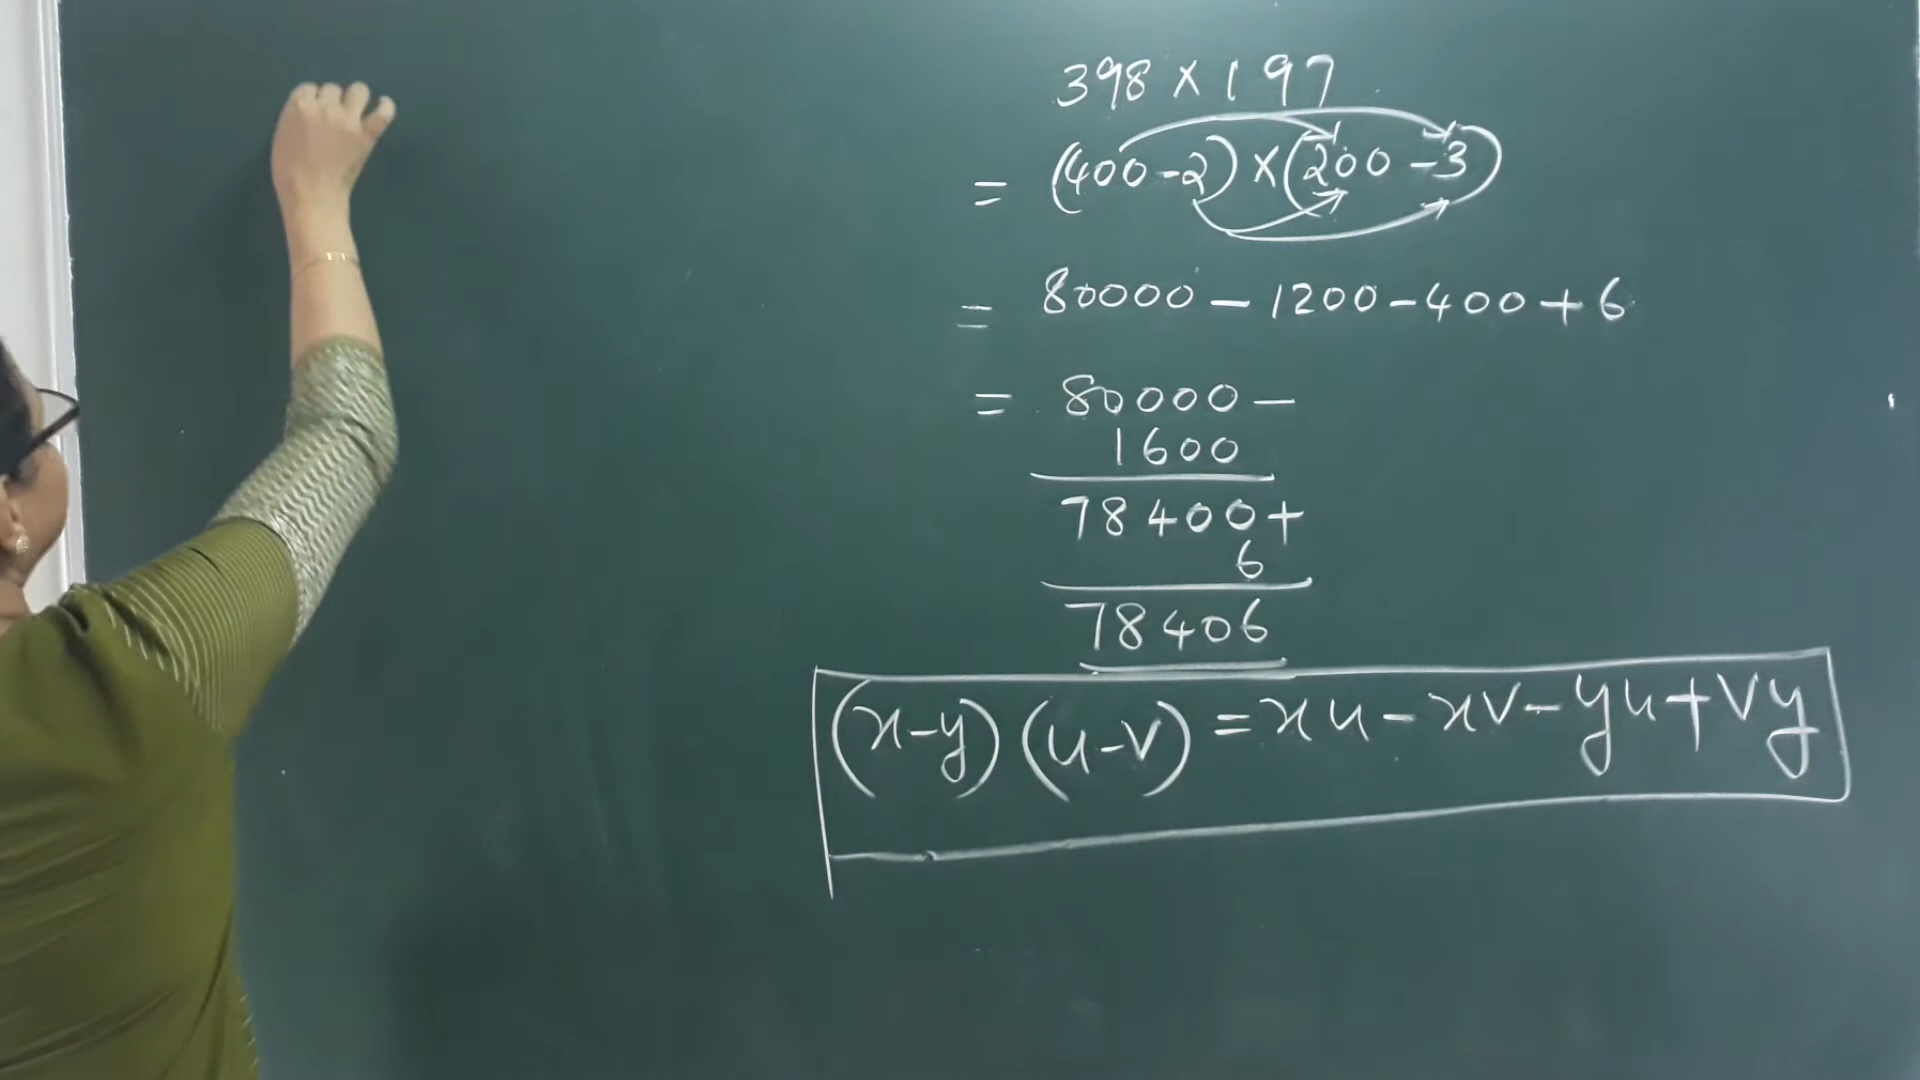 398 × 197
= (400 - 2) × (200 - 3)
= 80000 - 1200 - 400 + 6
= 80000 -
1600
78400 +
6
78406
(x-y) (u-v) = xu - xv - yu + vy